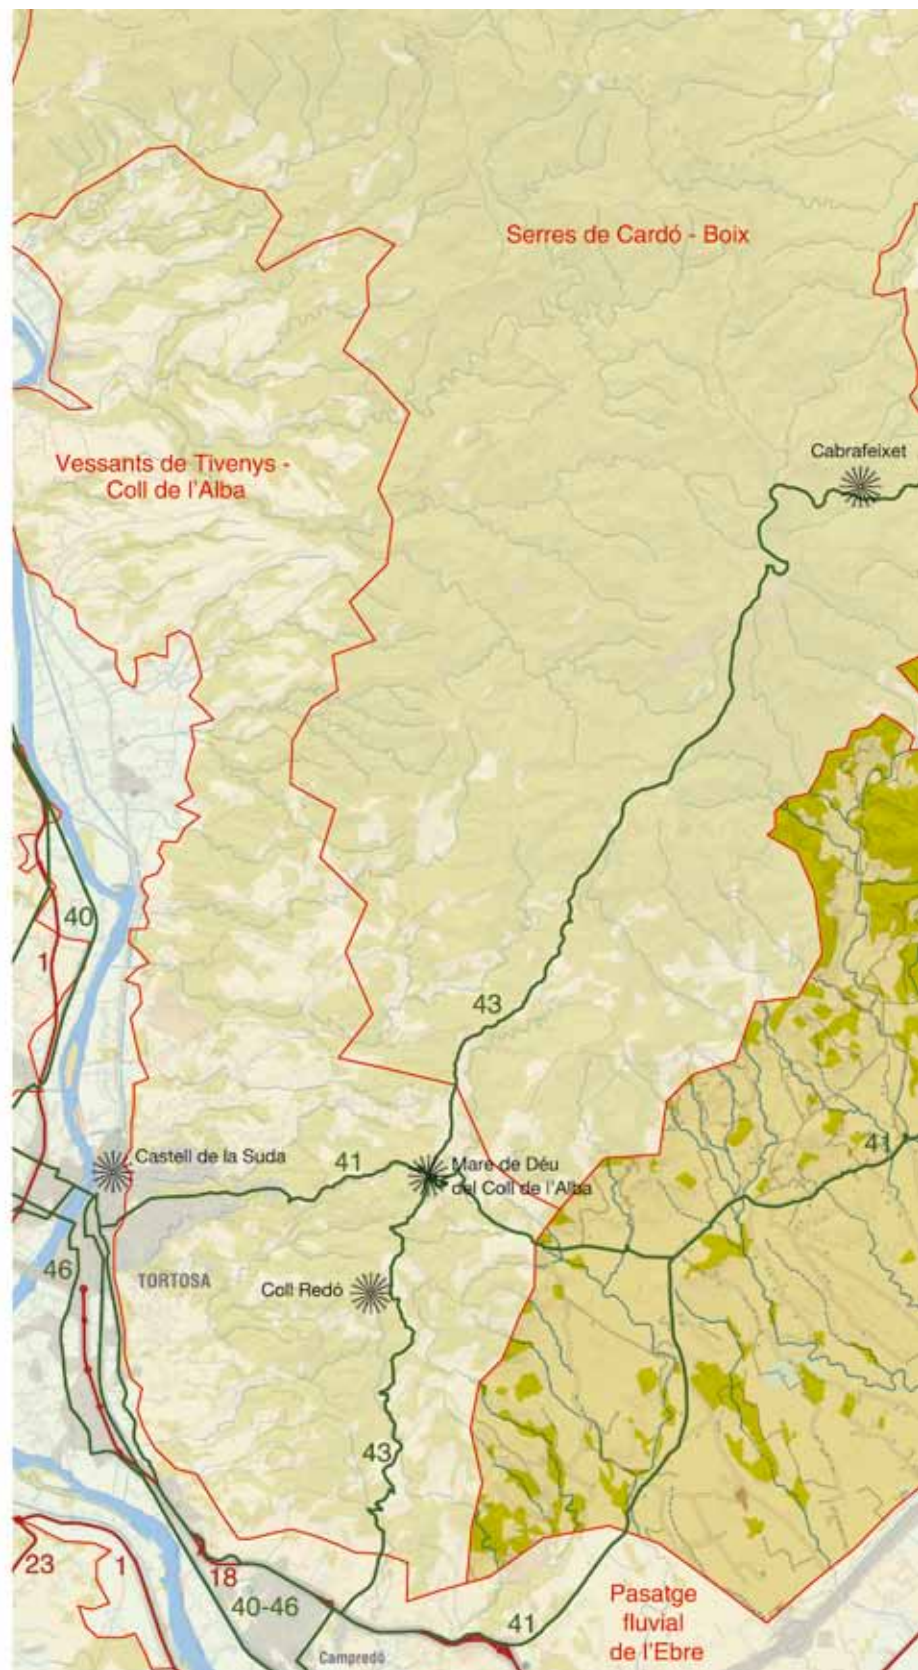 Serres de Cardó - Boix
Cabrafeixet
Vessants de Tivenys -
Coll de l'Alba
40
1
43
41
Castell de la Suda
41
Mare de Déu
del Coll de l'Alba
46
TORTOSA
Coll Redó
43
23
1
18
40-46
41
Pasatge
fluvial
de l'Ebre
Campredó